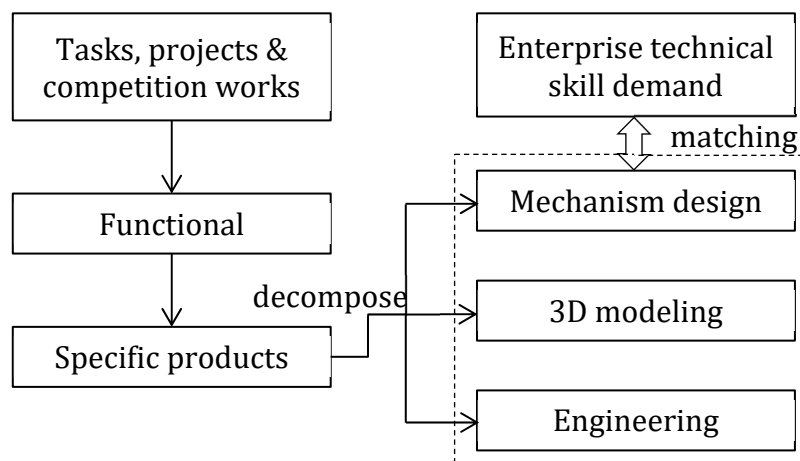 Tasks, projects &
competition works
Enterprise technical
skill demand
matching
Functional
Mechanism design
decompose
3D modeling
Specific products
Engineering